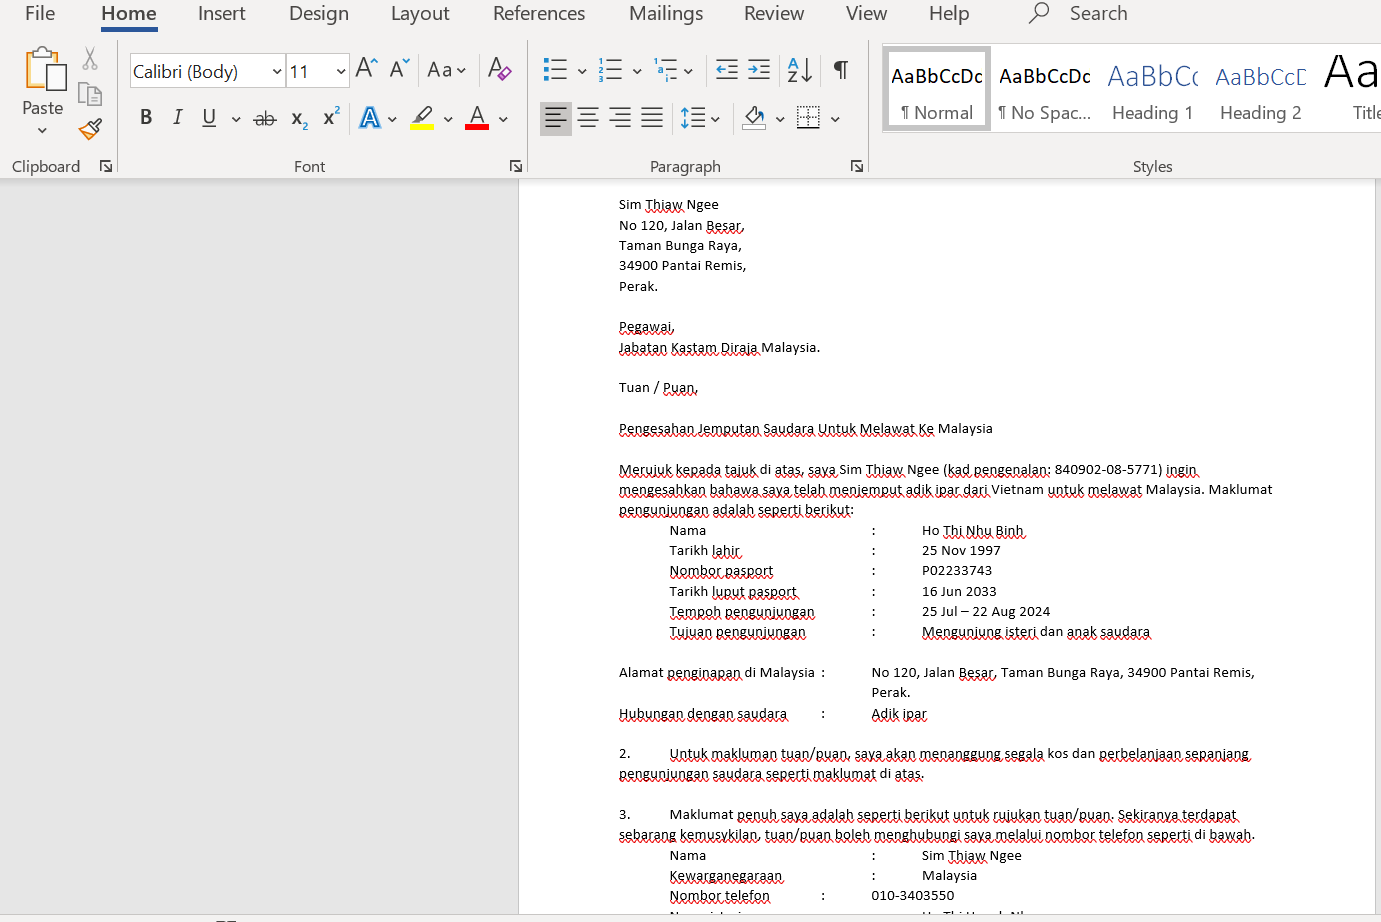 File Home Insert Design Layout References Mailings Review View Help Search
Calibri (Body) 11 A A Aa A
Paste B I U ab x2 x2 A A
Clipboard Font Paragraph Styles
AaBbCcDc AaBbCcDc AaBbCc AaBbCcD Aa
¶ Normal ¶ No Spac... Heading 1 Heading 2 Title
Sim Thiaw Ngee
No 120, Jalan Besar,
Taman Bunga Raya,
34900 Pantai Remis,
Perak.
Pegawai,
Jabatan Kastam Diraja Malaysia.
Tuan / Puan,
Pengesahan Jemputan Saudara Untuk Melawat Ke Malaysia
Merujuk kepada tajuk di atas, saya Sim Thiaw Ngee (kad pengenalan: 840902-08-5771) ingin
mengesahkan bahawa saya telah menjemput adik ipar dari Vietnam untuk melawat Malaysia. Maklumat
pengunjungan adalah seperti berikut:
Nama : Ho Thi Nhu Binh
Tarikh lahir : 25 Nov 1997
Nombor pasport : P02233743
Tarikh luput pasport : 16 Jun 2033
Tempoh pengunjungan : 25 Jul – 22 Aug 2024
Tujuan pengunjungan : Mengunjung isteri dan anak saudara
Alamat penginapan di Malaysia : No 120, Jalan Besar, Taman Bunga Raya, 34900 Pantai Remis,
Perak.
Hubungan dengan saudara : Adik ipar
2. Untuk makluman tuan/puan, saya akan menanggung segala kos dan perbelanjaan sepanjang
pengunjungan saudara seperti maklumat di atas.
3. Maklumat penuh saya adalah seperti berikut untuk rujukan tuan/puan. Sekiranya terdapat
sebarang kemusykilan, tuan/puan boleh menghubungi saya melalui nombor telefon seperti di bawah.
Nama : Sim Thiaw Ngee
Kewarganegaraan : Malaysia
Nombor telefon : 010-3403550